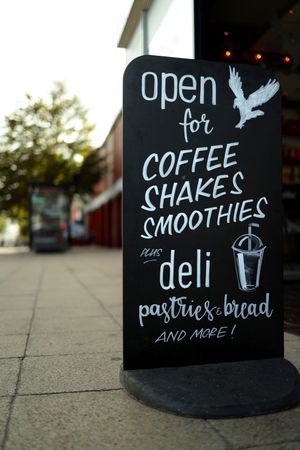 open
for
COFFEE
SHAKES
SMOOTHIES
PLUS deli
pastries & bread
AND MORE!